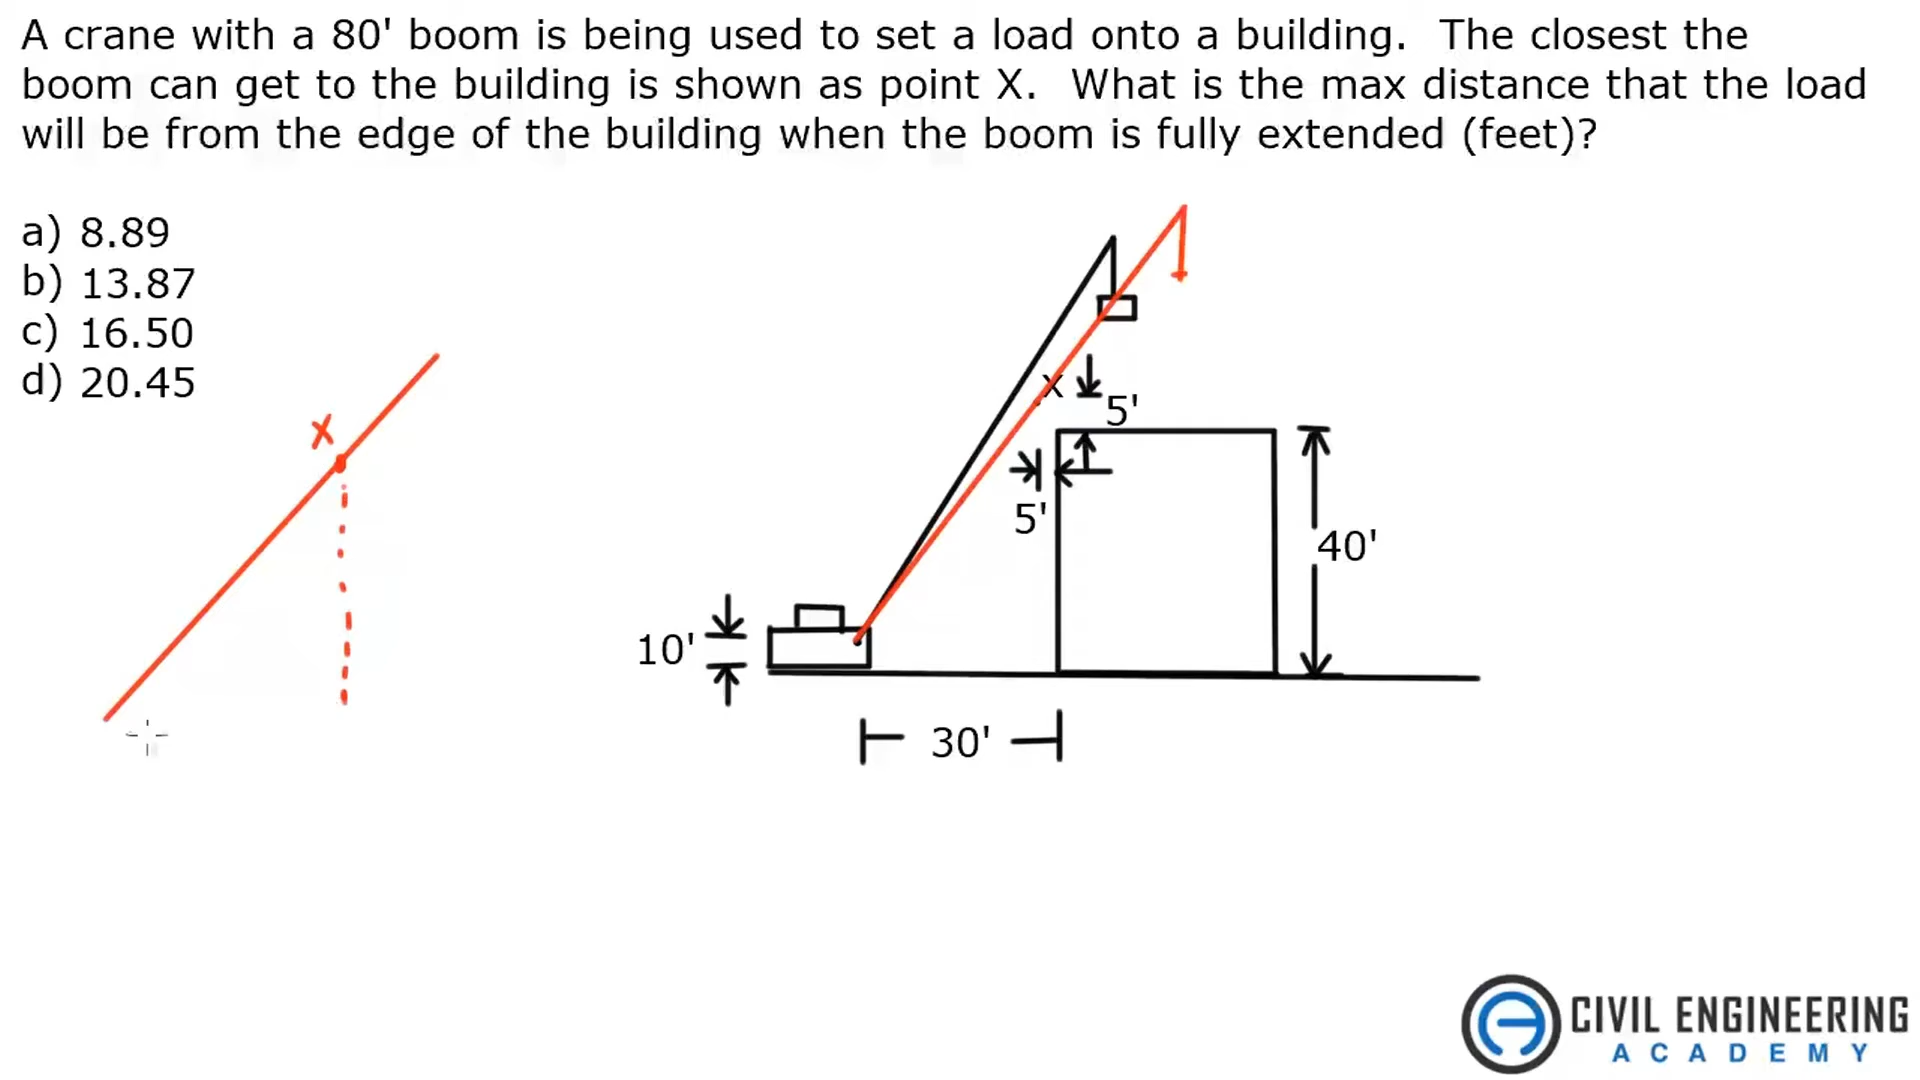 A crane with a 80' boom is being used to set a load onto a building. The closest the
boom can get to the building is shown as point X. What is the max distance that the load
will be from the edge of the building when the boom is fully extended (feet)?
a) 8.89
b) 13.87
c) 16.50
d) 20.45
X
x
5'
5'
40'
10'
30'
CIVIL ENGINEERING
ACADEMY